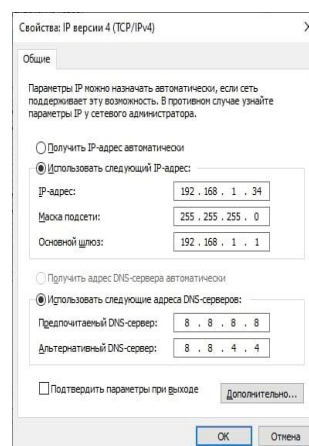 Свойства: IP версии 4 (TCP/IPv4)
Общие
Параметры IP можно назначать автоматически, если сеть
поддерживает эту возможность. В противном случае узнайте
параметры IP у сетевого администратора.
Получить IP-адрес автоматически
Использовать следующий IP-адрес:
IP-адрес: 192 . 168 . 1 . 34
Маска подсети: 255 . 255 . 255 . 0
Основной шлюз: 192 . 168 . 1 . 1
Получить адрес DNS-сервера автоматически
Использовать следующие адреса DNS-серверов:
Предпочитаемый DNS-сервер: 8 . 8 . 8 . 8
Альтернативный DNS-сервер: 8 . 8 . 4 . 4
Подтвердить параметры при выходе
Дополнительно...
ОК Отмена